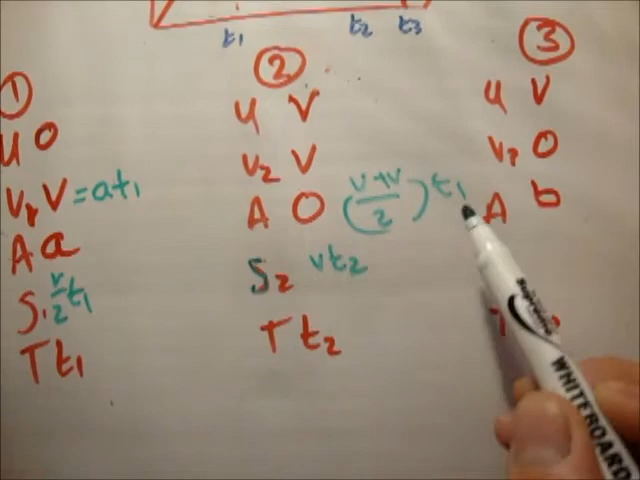 t₁ t₂ t₃
①
u 0
v₁ V = at₁
A a
S₁ v/2 t₁
T t₁
②
u V
v₂ V
A 0 (v+v/2) t₁
S₂ vt₂
T t₂
③
u V
v₃ 0
A b
WHITEBOARD